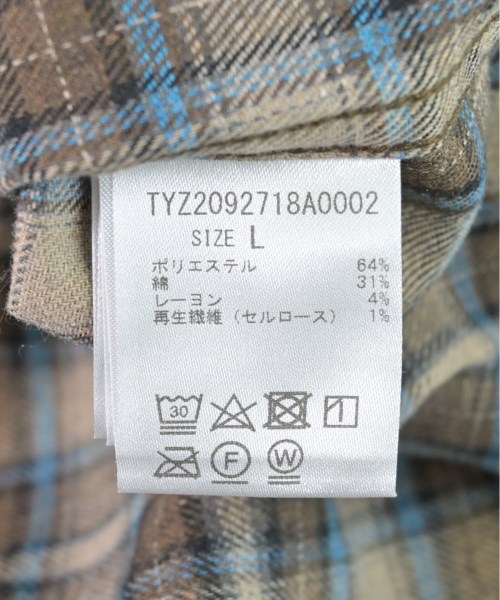 TYZ2092718A0002
SIZE L
ポリエステル 64%
綿 31%
レーヨン 4%
再生繊維（セルロース） 1%
30
F W